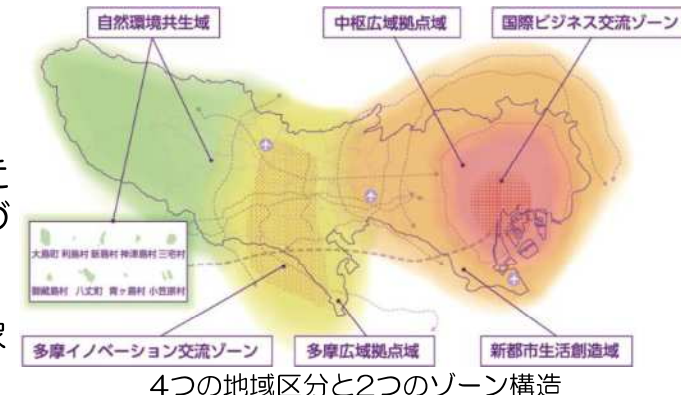 自然環境共生域
中枢広域拠点域
国際ビジネス交流ゾーン
大島町 利島村 新島村 神津島村 三宅村
御蔵島村 八丈町 青ヶ島村 小笠原村
多摩イノベーション交流ゾーン
多摩広域拠点域
新都市生活創造域
4つの地域区分と2つのゾーン構造